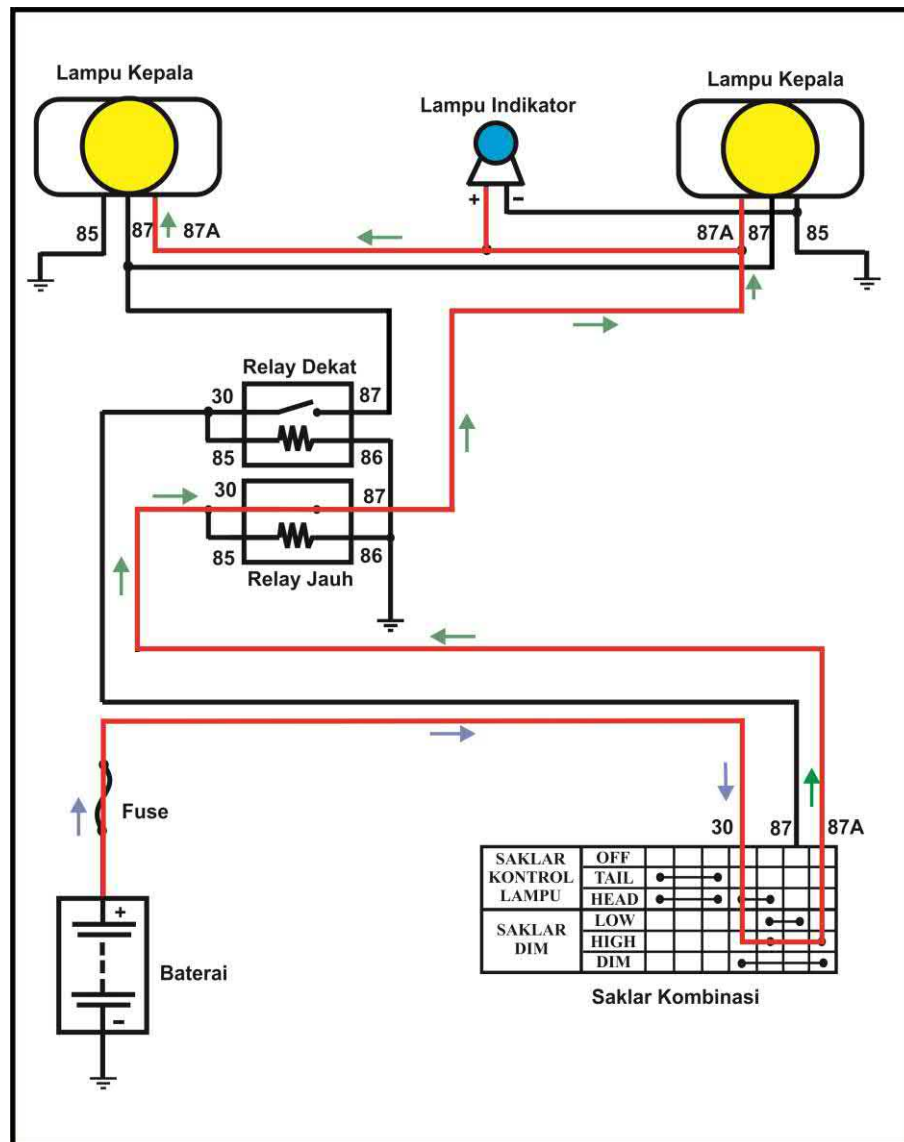 Lampu Kepala
Lampu Indikator
Lampu Kepala
+ −
85 87 87A
87A 87 85
Relay Dekat
30 87
85 86
30 87
85 86
Relay Jauh
Fuse
30 87 87A
SAKLAR
KONTROL
LAMPU
OFF
TAIL
HEAD
SAKLAR
DIM
LOW
HIGH
DIM
Saklar Kombinasi
+
Baterai
−